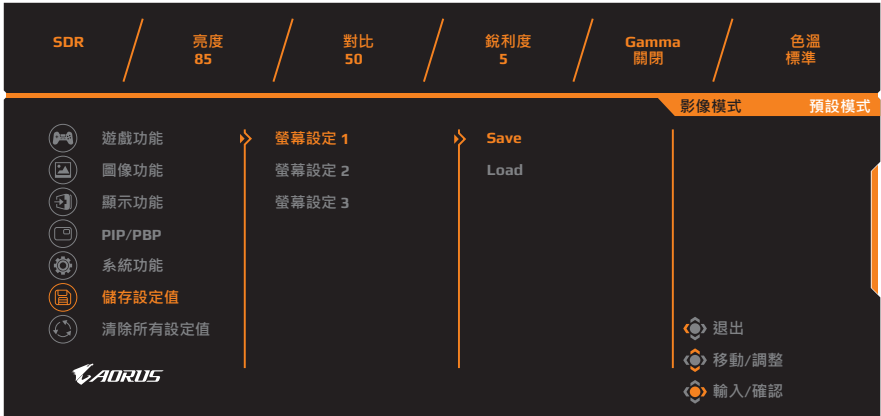 SDR
亮度
85
對比
50
銳利度
5
Gamma
關閉
色溫
標準
影像模式 預設模式
遊戲功能 螢幕設定 1 Save
圖像功能 螢幕設定 2 Load
顯示功能 螢幕設定 3
PIP/PBP
系統功能
儲存設定值
清除所有設定值
退出
移動/調整
輸入/確認
AORUS